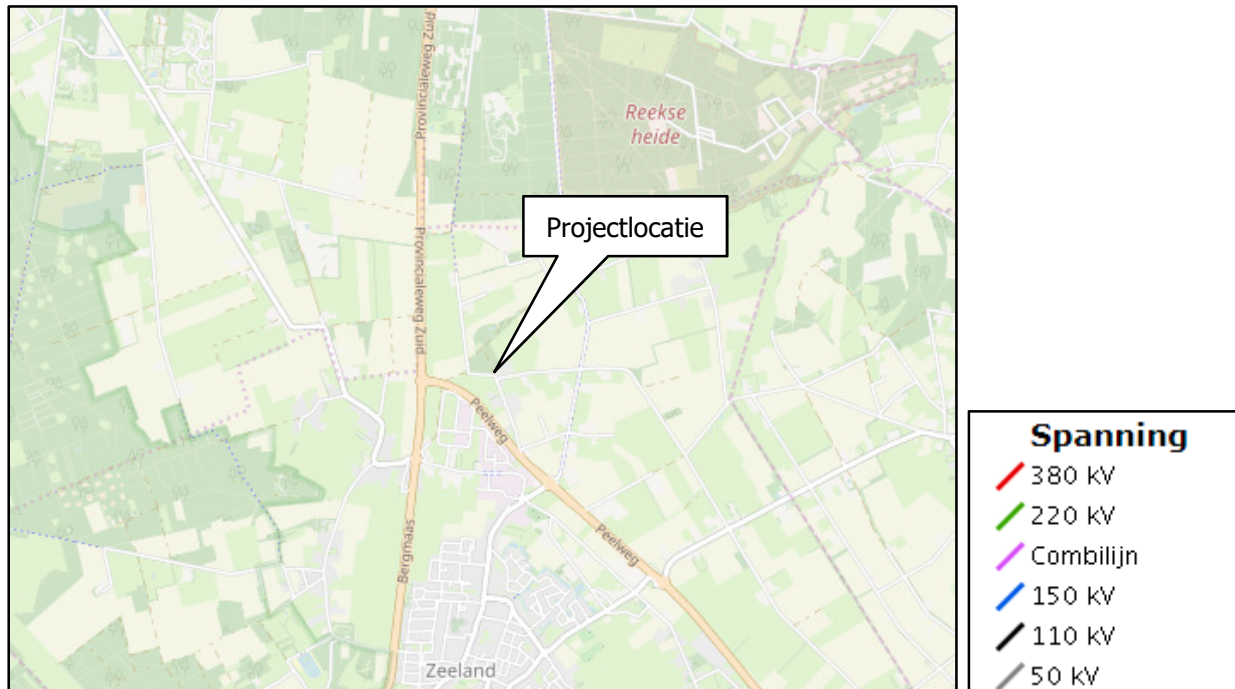 Provincialeweg Zuid
Reekse
heide
Projectlocatie
Provincialeweg Zuid
Peelweg
Peelweg
Bergmaas
Zeeland
Spanning
380 kV
220 kV
Combilijn
150 kV
110 kV
50 kV